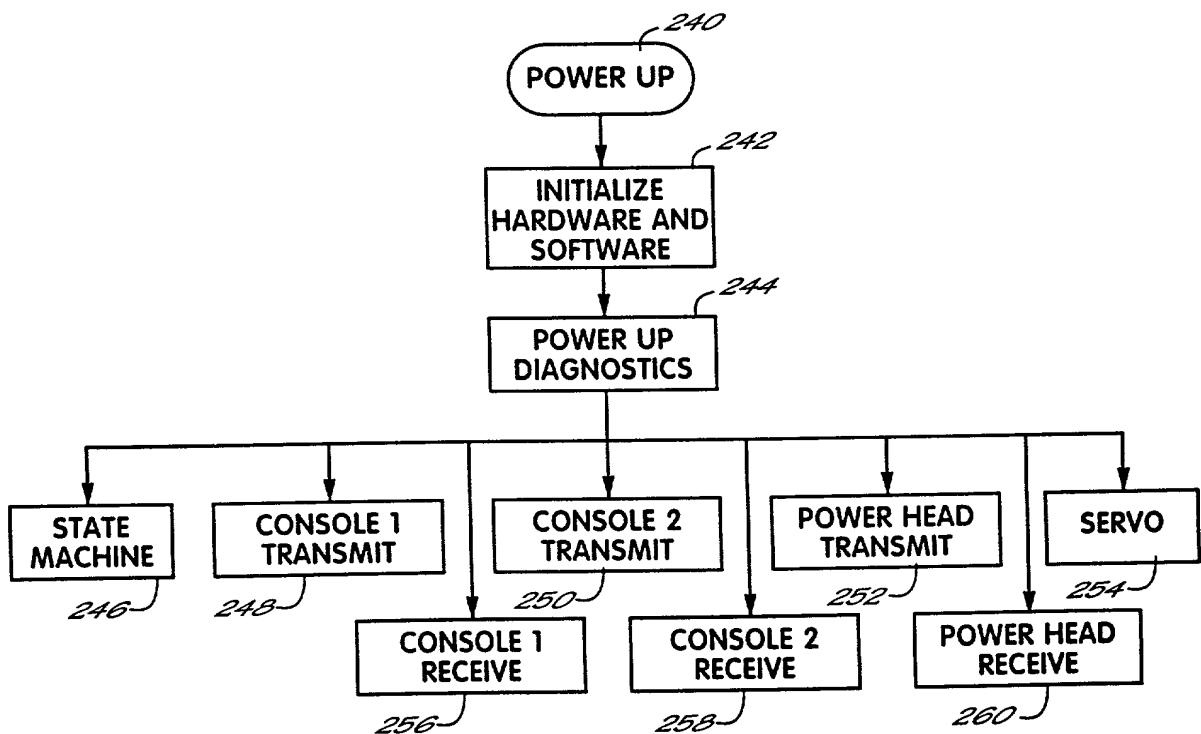 240
POWER UP
242
INITIALIZE
HARDWARE AND
SOFTWARE
244
POWER UP
DIAGNOSTICS
STATE
MACHINE
246
CONSOLE 1
TRANSMIT
248
CONSOLE 2
TRANSMIT
250
POWER HEAD
TRANSMIT
252
SERVO
254
CONSOLE 1
RECEIVE
256
CONSOLE 2
RECEIVE
258
POWER HEAD
RECEIVE
260